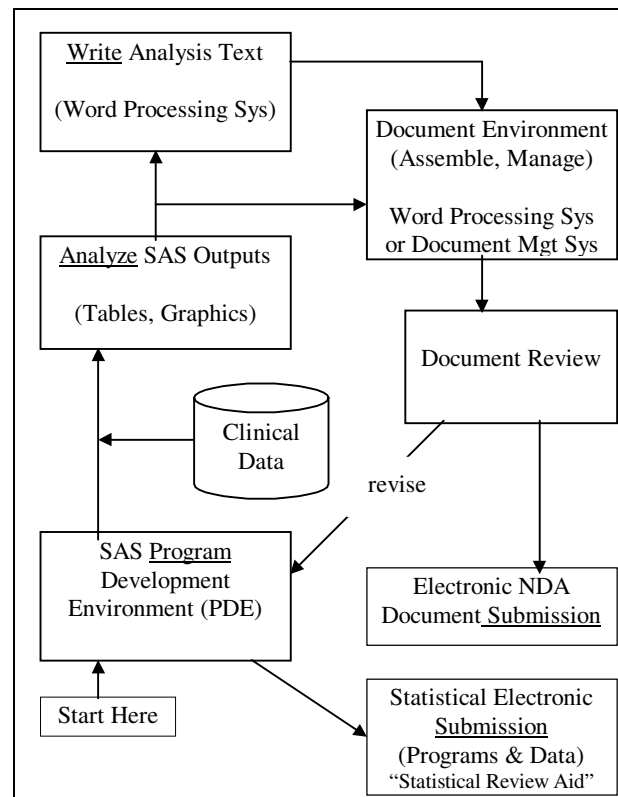 Write Analysis Text
(Word Processing Sys)
Document Environment
(Assemble, Manage)
Word Processing Sys
or Document Mgt Sys
Analyze SAS Outputs
(Tables, Graphics)
Document Review
Clinical
Data
revise
SAS Program
Development
Environment (PDE)
Electronic NDA
Document Submission
Start Here
Statistical Electronic
Submission
(Programs & Data)
“Statistical Review Aid”